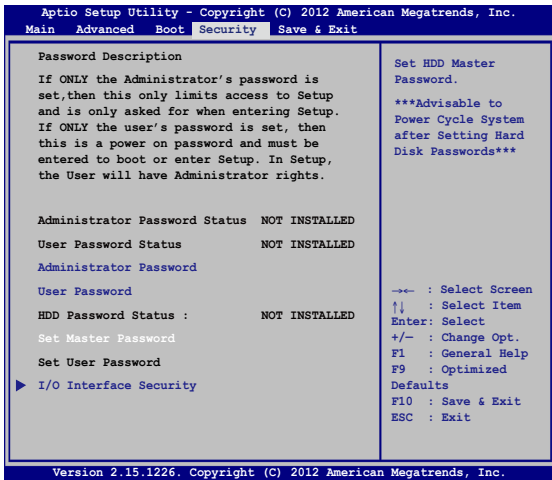 Aptio Setup Utility - Copyright (C) 2012 American Megatrends, Inc.
Main Advanced Boot Security Save & Exit
Password Description
If ONLY the Administrator's password is
set,then this only limits access to Setup
and is only asked for when entering Setup.
If ONLY the user's password is set, then
this is a power on password and must be
entered to boot or enter Setup. In Setup,
the User will have Administrator rights.
Administrator Password Status NOT INSTALLED
User Password Status NOT INSTALLED
Administrator Password
User Password
HDD Password Status : NOT INSTALLED
Set Master Password
Set User Password
I/O Interface Security
Set HDD Master
Password.
***Advisable to
Power Cycle System
after Setting Hard
Disk Passwords***
→← : Select Screen
↑↓ : Select Item
Enter: Select
+/— : Change Opt.
F1 : General Help
F9 : Optimized
Defaults
F10 : Save & Exit
ESC : Exit
Version 2.15.1226. Copyright (C) 2012 American Megatrends, Inc.